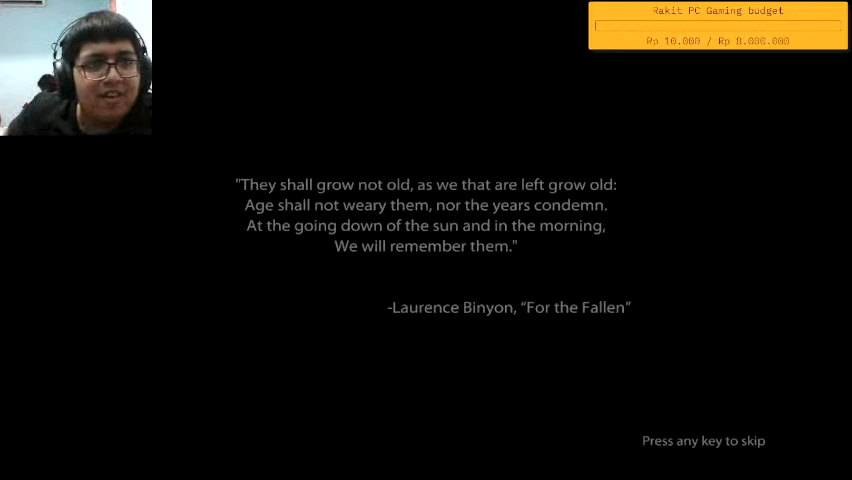 Rakit PC Gaming budget
Rp 10.000 / Rp 8.000.000
"They shall grow not old, as we that are left grow old:
Age shall not weary them, nor the years condemn.
At the going down of the sun and in the morning,
We will remember them."
-Laurence Binyon, “For the Fallen”
Press any key to skip